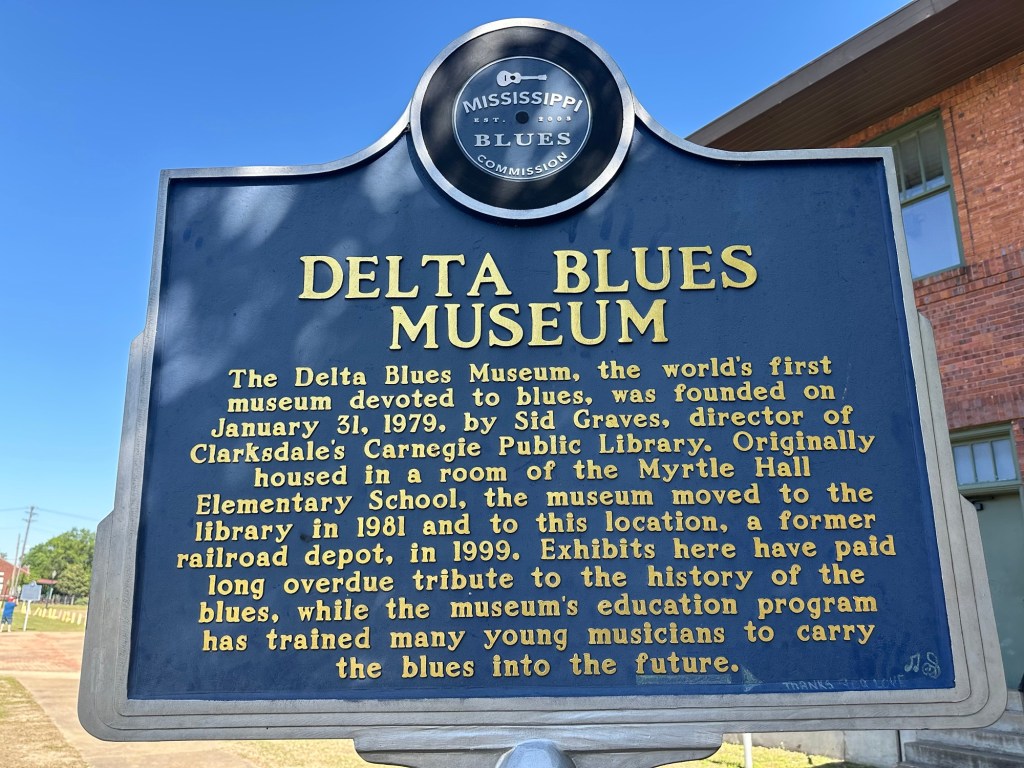 MISSISSIPPI
EST. 2003
BLUES
COMMISSION
DELTA BLUES
MUSEUM
The Delta Blues Museum, the world's first
museum devoted to blues, was founded on
January 31, 1979, by Sid Graves, director of
Clarksdale's Carnegie Public Library. Originally
housed in a room of the Myrtle Hall
Elementary School, the museum moved to the
library in 1981 and to this location, a former
railroad depot, in 1999. Exhibits here have paid
long overdue tribute to the history of the
blues, while the museum's education program
has trained many young musicians to carry
the blues into the future.
THANKS